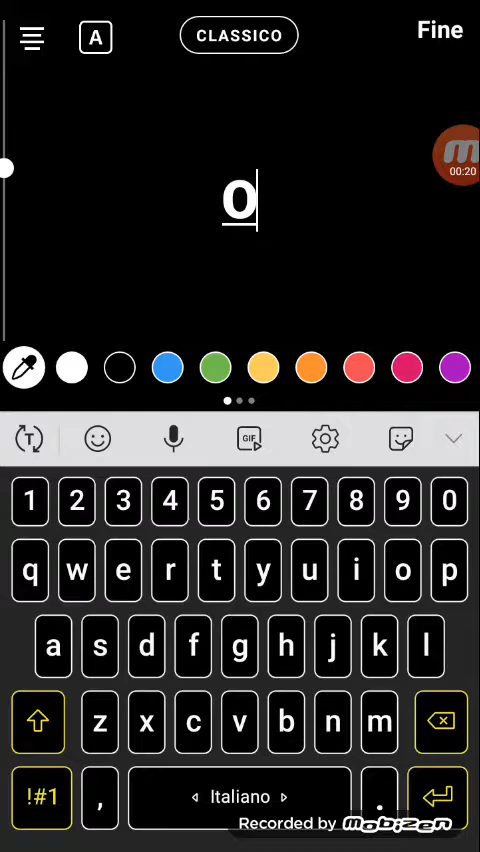 A CLASSICO Fine
00:20
o
T GIF
1 2 3 4 5 6 7 8 9 0
q w e r t y u i o p
a s d f g h j k l
z x c v b n m
!#1 , Italiano .
Recorded by mobizen